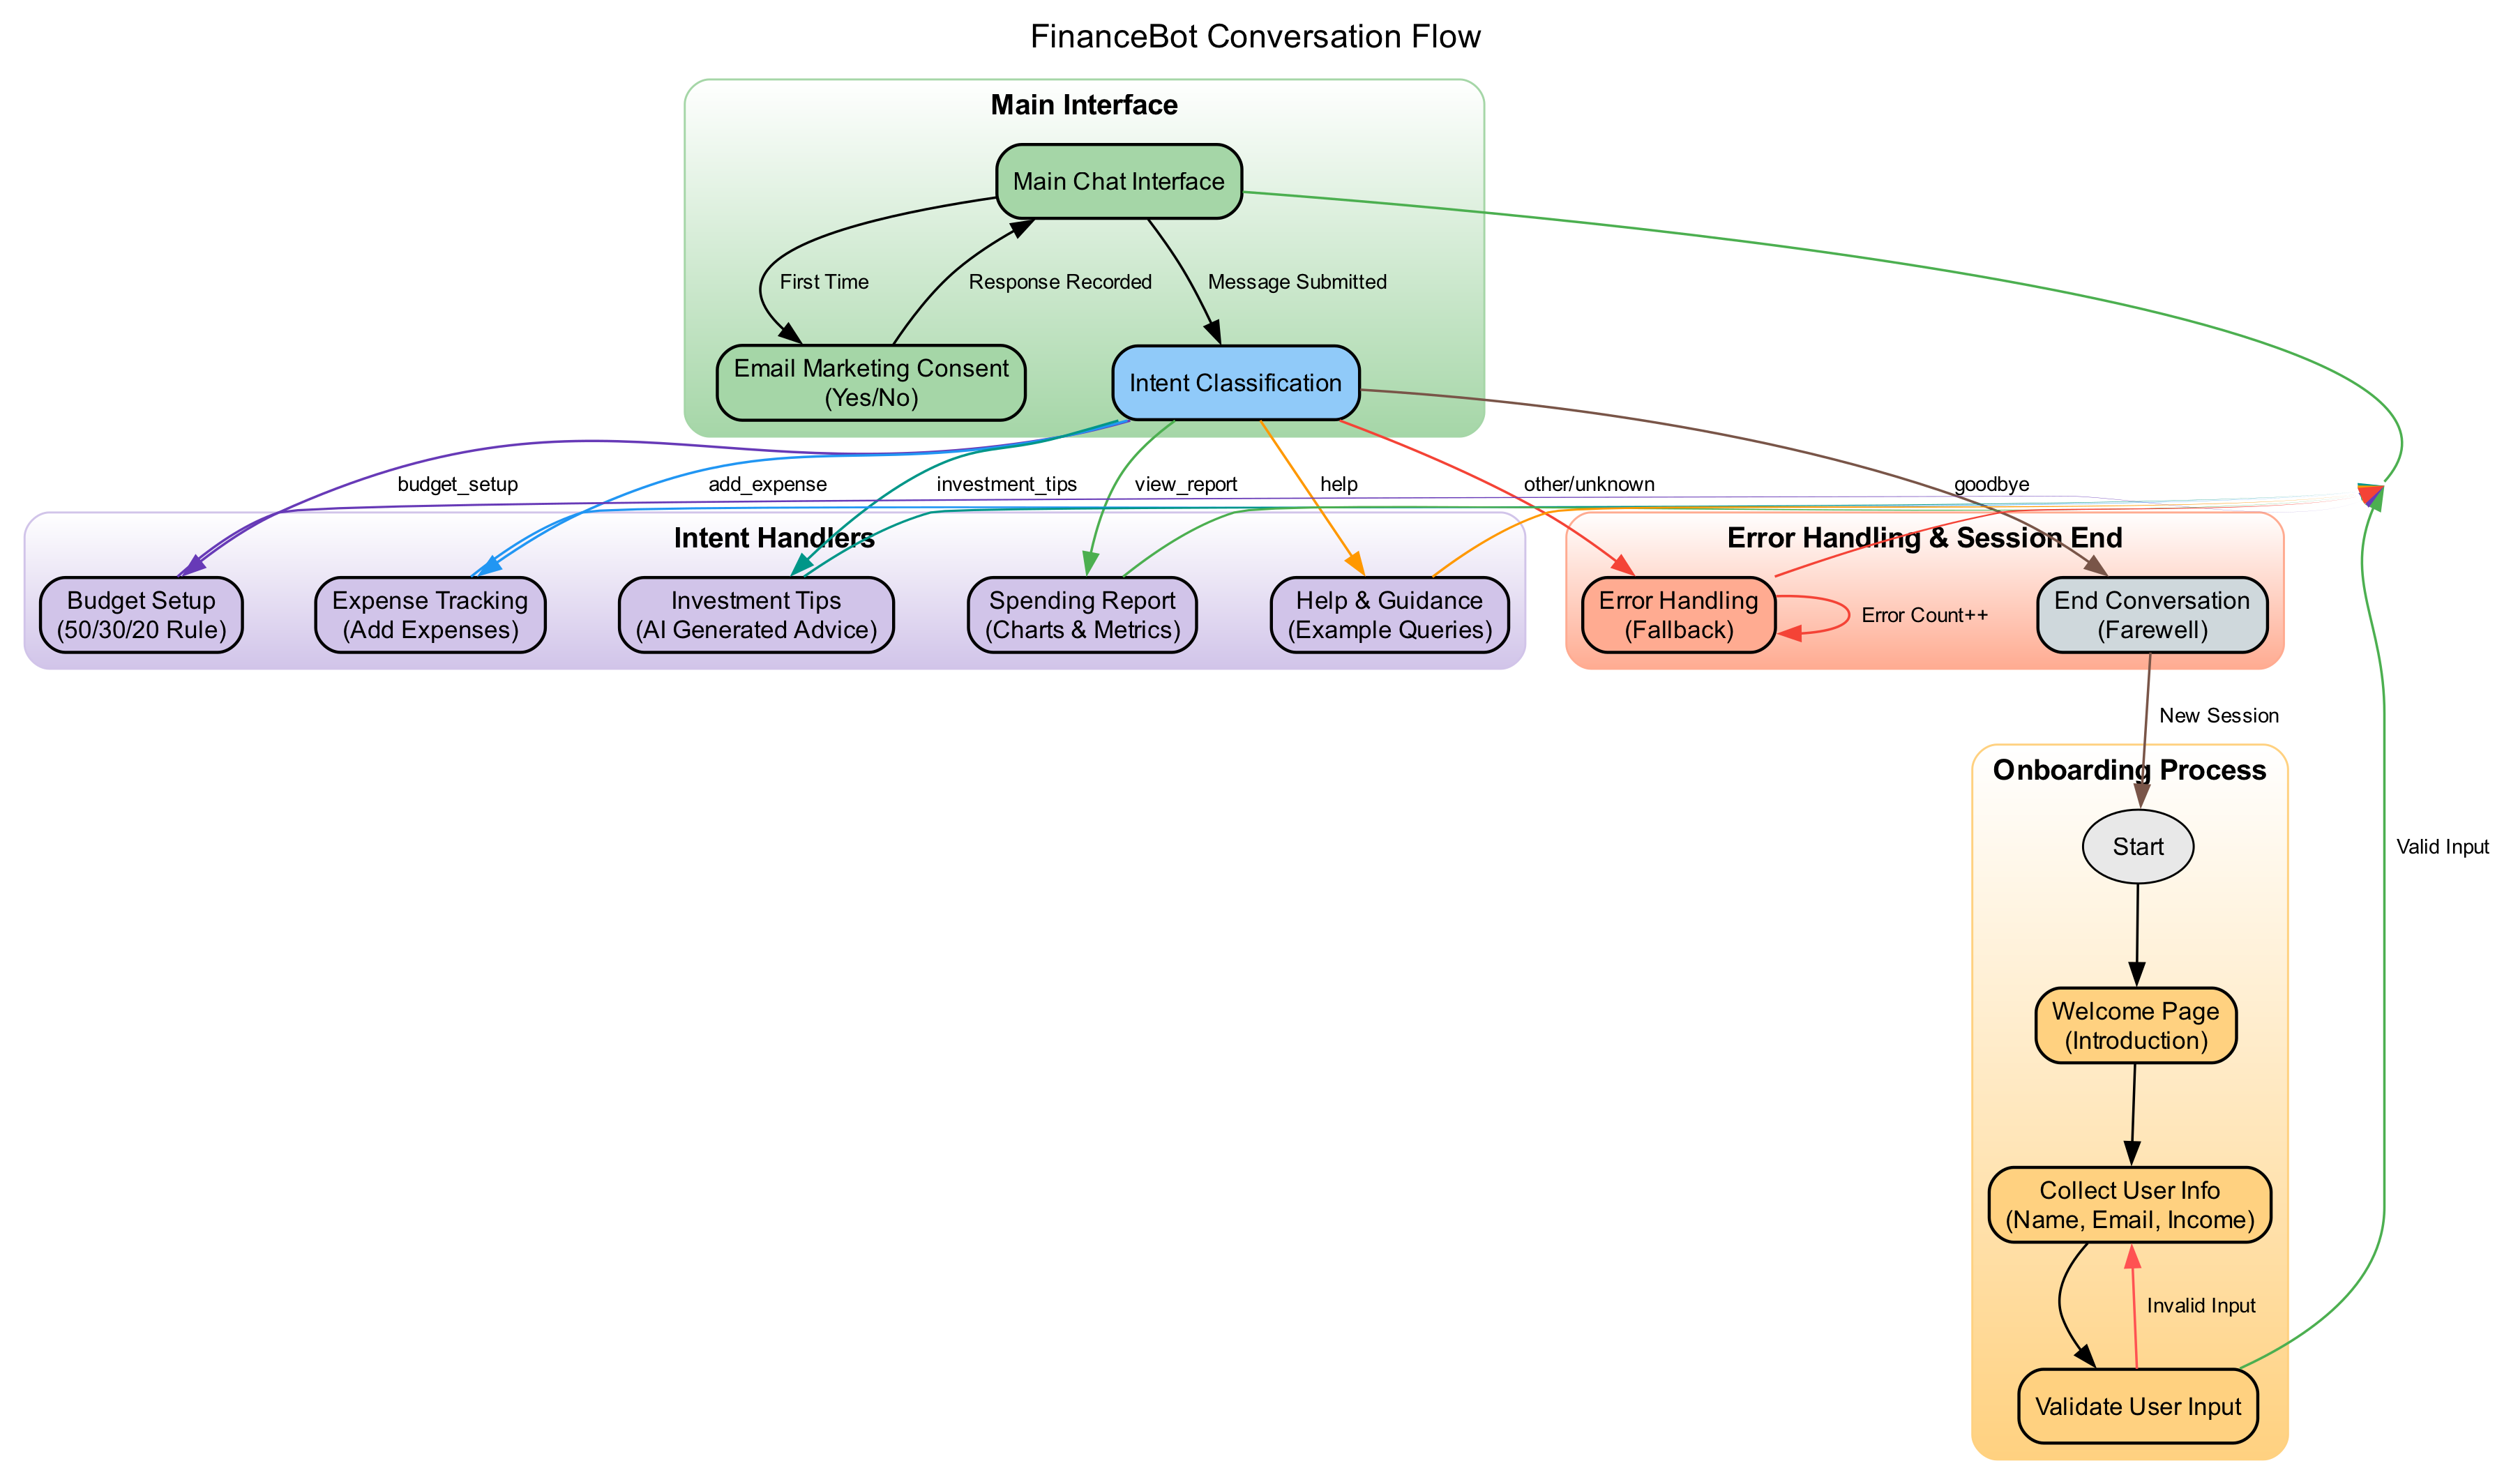 FinanceBot Conversation Flow
Main Interface
Main Chat Interface
First Time
Response Recorded
Message Submitted
Email Marketing Consent
(Yes/No)
Intent Classification
budget_setup
add_expense
investment_tips
view_report
help
other/unknown
goodbye
Intent Handlers
Budget Setup
(50/30/20 Rule)
Expense Tracking
(Add Expenses)
Investment Tips
(AI Generated Advice)
Spending Report
(Charts & Metrics)
Help & Guidance
(Example Queries)
Error Handling & Session End
Error Handling
(Fallback)
Error Count++
End Conversation
(Farewell)
New Session
Onboarding Process
Start
Valid Input
Welcome Page
(Introduction)
Collect User Info
(Name, Email, Income)
Invalid Input
Validate User Input